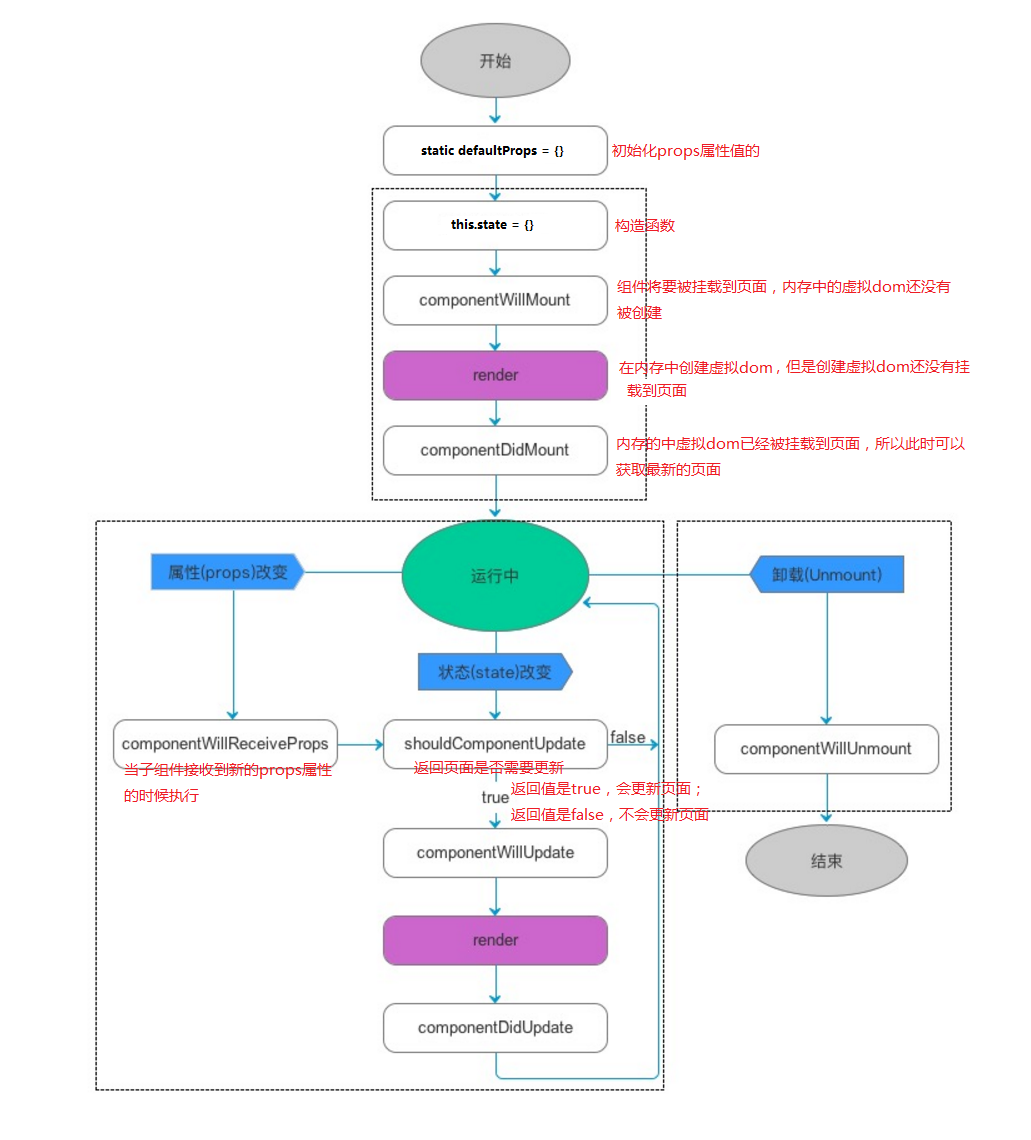 开始
static defaultProps = {}
初始化props属性值的
this.state = {}
构造函数
componentWillMount
组件将要被挂载到页面，内存中的虚拟dom还没有
被创建
render
在内存中创建虚拟dom，但是创建虚拟dom还没有挂
载到页面
componentDidMount
内存的中虚拟dom已经被挂载到页面，所以此时可以
获取最新的页面
属性(props)改变
运行中
卸载(Unmount)
状态(state)改变
componentWillReceiveProps
当子组件接收到新的props属性
的时候执行
shouldComponentUpdate
返回页面是否需要更新
false
true
返回值是true，会更新页面；
返回值是false，不会更新页面
componentWillUnmount
componentWillUpdate
结束
render
componentDidUpdate